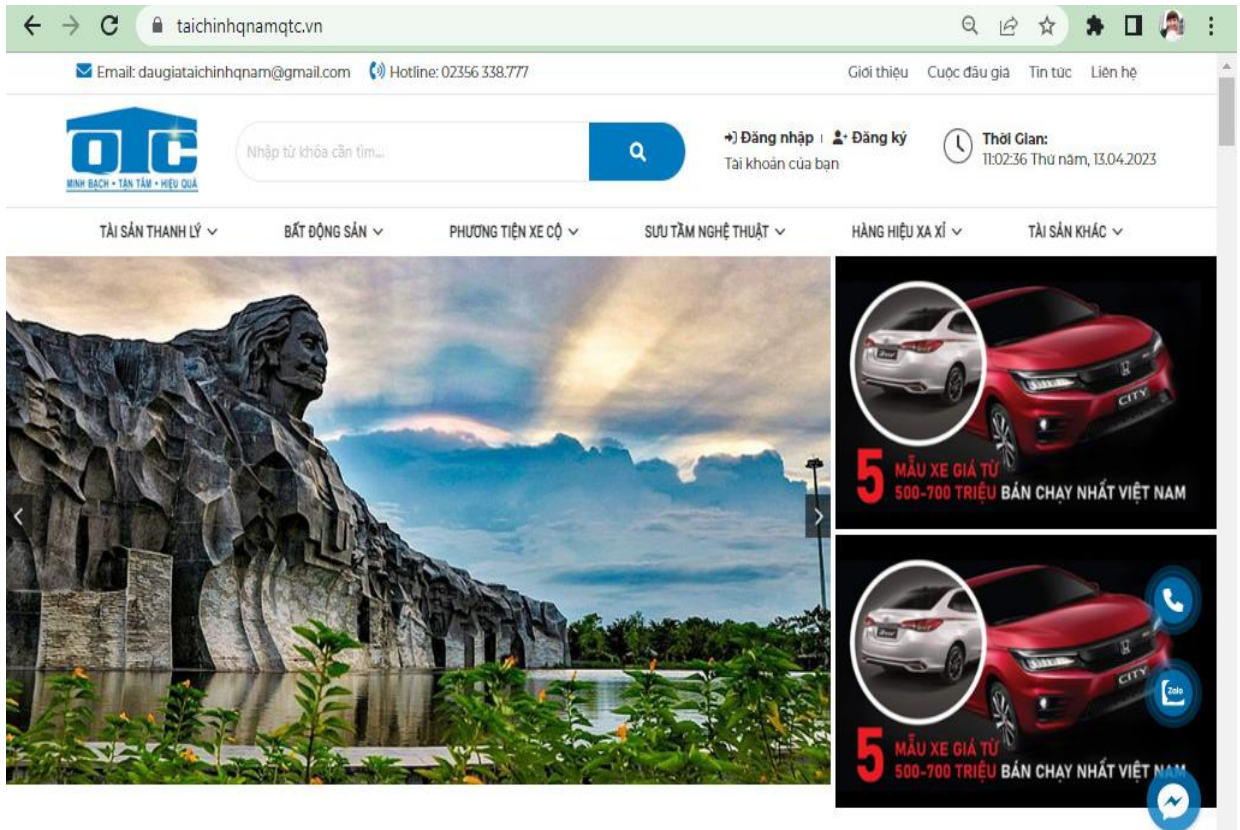 taichinhqnamqtc.vn
Email: daugiataichinhqnam@gmail.com Hotline: 02356 338.777
Giới thiệu Cuộc đấu giá Tin tức Liên hệ
QTC
MINH BẠCH • TẬN TÂM • HIỆU QUẢ
Nhập từ khóa cần tìm...
Đăng nhập Đăng ký
Tài khoản của bạn
Thời Gian:
11:02:36 Thứ năm, 13.04.2023
TÀI SẢN THANH LÝ BẤT ĐỘNG SẢN PHƯƠNG TIỆN XE CỘ SƯU TẦM NGHỆ THUẬT HÀNG HIỆU XA XỈ TÀI SẢN KHÁC
CITY
5 MẪU XE GIÁ TỪ
500-700 TRIỆU BÁN CHẠY NHẤT VIỆT NAM
CITY
Zalo
5 MẪU XE GIÁ TỪ
500-700 TRIỆU BÁN CHẠY NHẤT VIỆT NAM